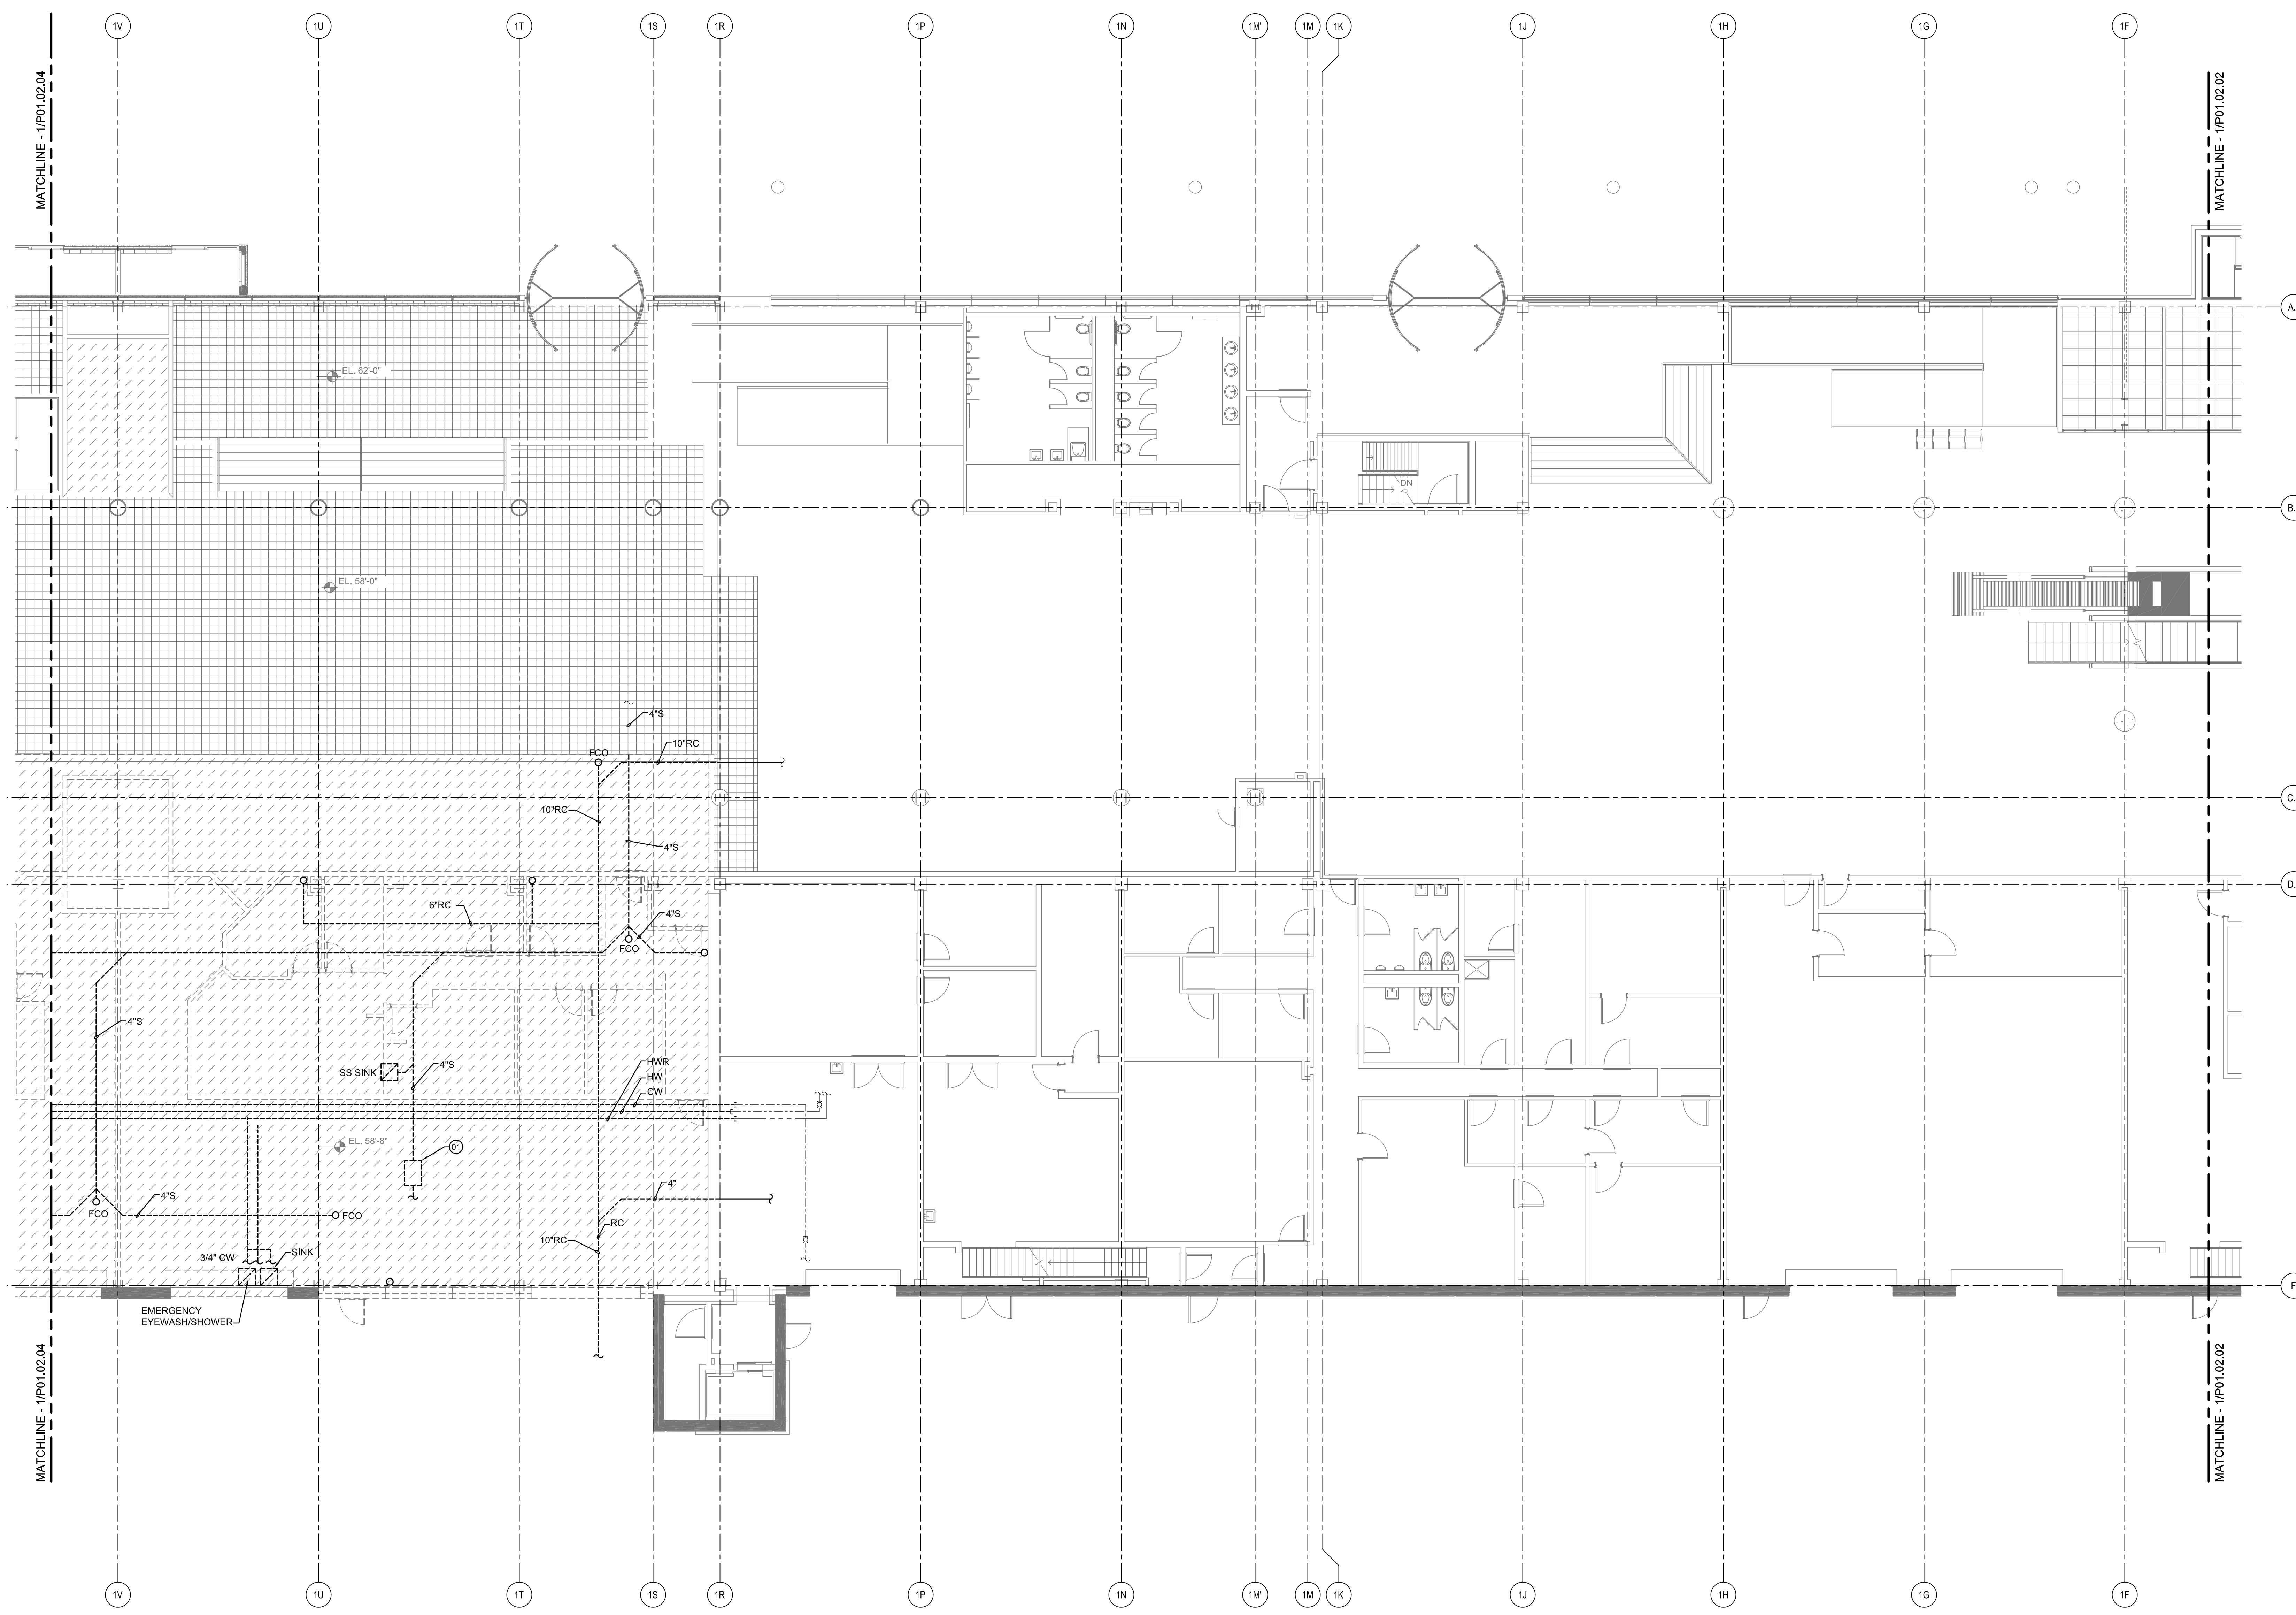 1V
1U
1T
1S
1R
1P
1N
1M'
1M
1K
1J
1H
1G
1F
MATCHLINE - 1/P01.02.04
MATCHLINE - 1/P01.02.02
A.
EL. 62'-0"
DN
B.
EL. 58'-0"
4"S
10"RC
FCO
C.
10"RC
4"S
D.
6"RC
4"S
FCO
4"S
HWR
SS SINK
4"S
HW
CW
EL. 58'-8"
01
4"
4"S
FCO
FCO
RC
10"RC
3/4" CW
SINK
F
EMERGENCY
EYEWASH/SHOWER
MATCHLINE - 1/P01.02.04
MATCHLINE - 1/P01.02.02
1V
1U
1T
1S
1R
1P
1N
1M'
1M
1K
1J
1H
1G
1F